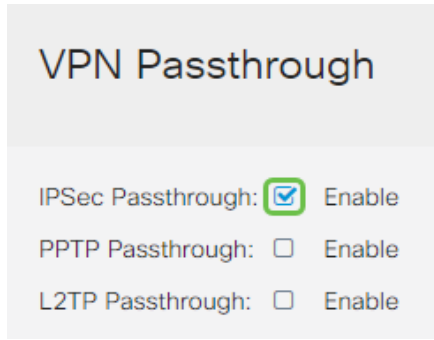 VPN Passthrough
IPSec Passthrough: Enable
PPTP Passthrough: Enable
L2TP Passthrough: Enable